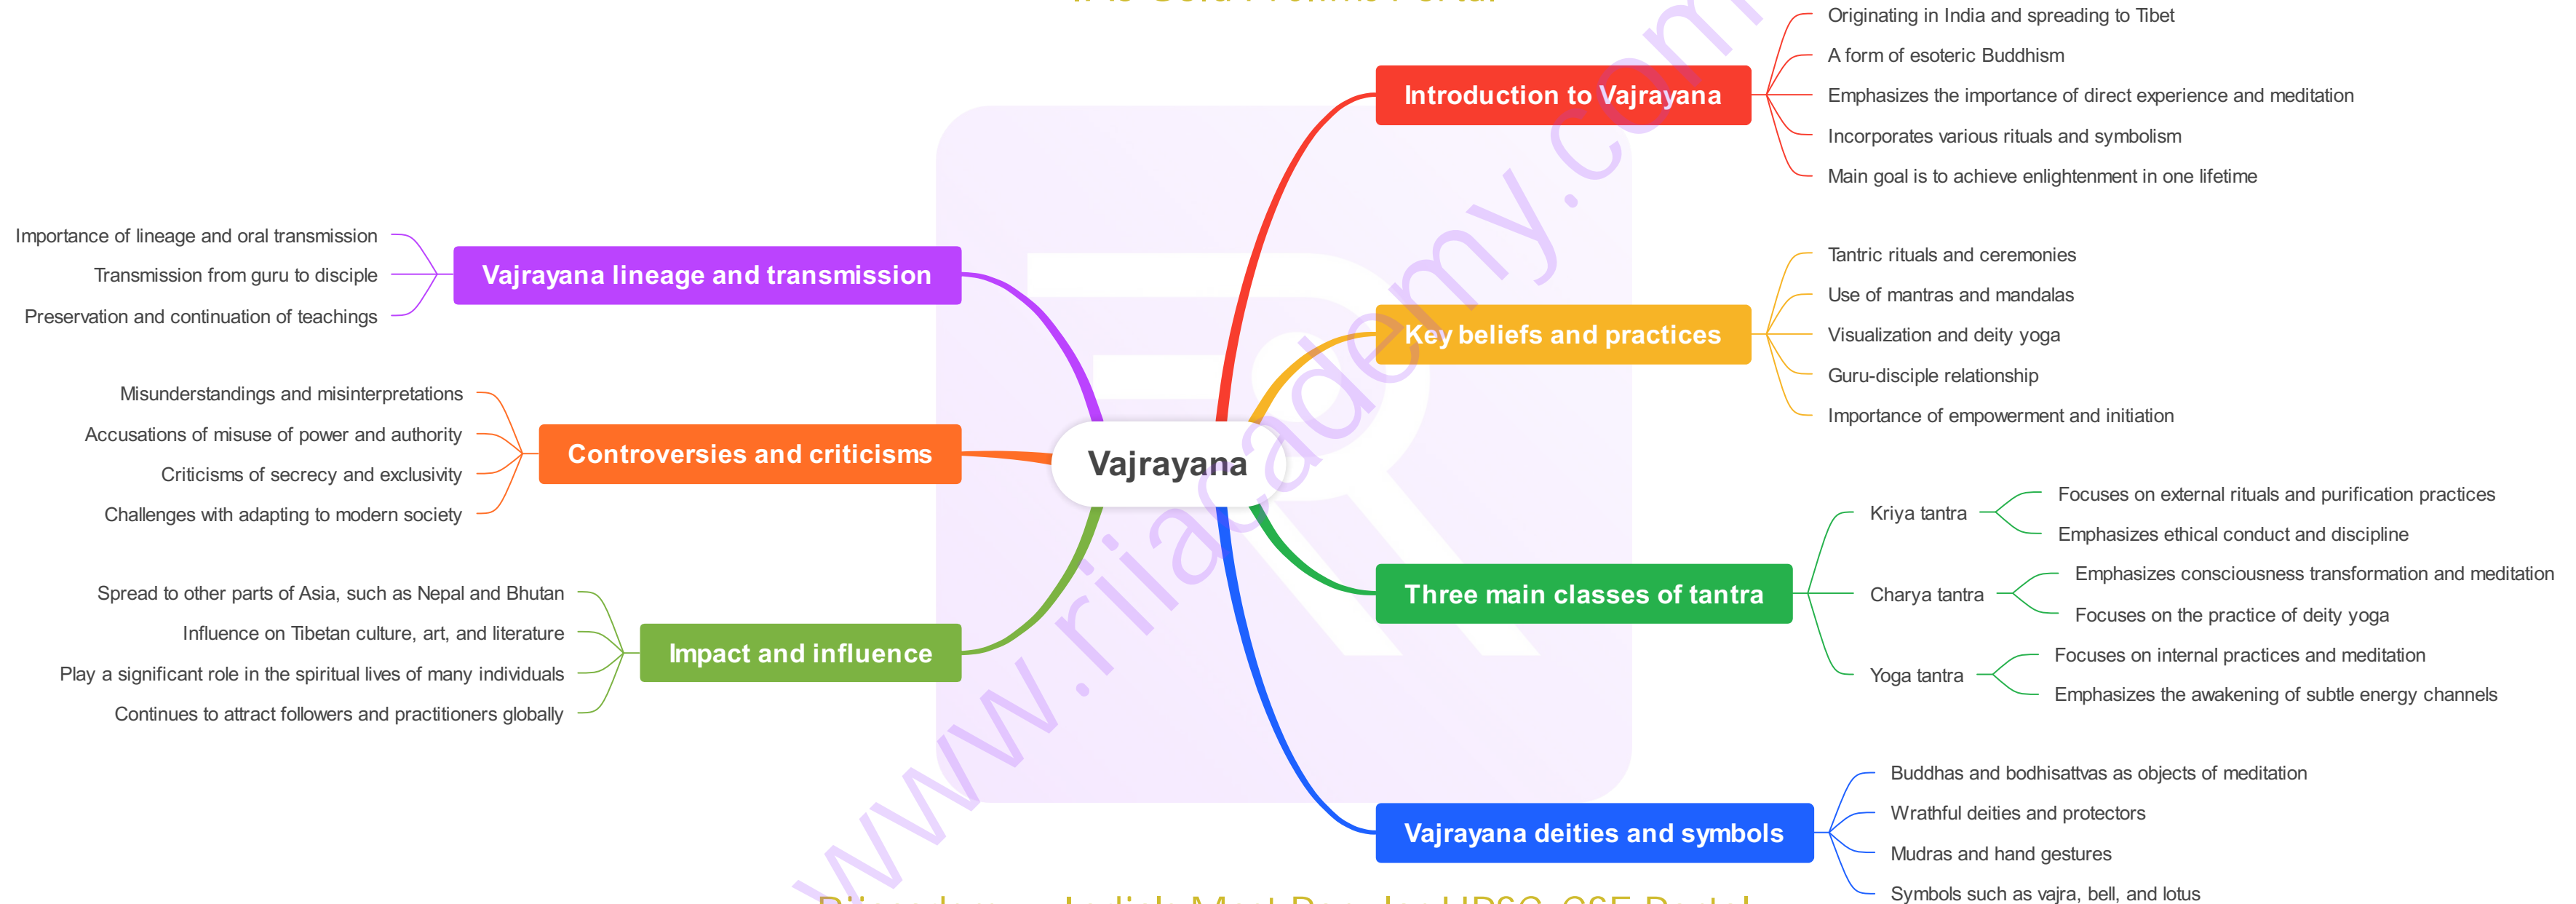 Originating in India and spreading to Tibet
A form of esoteric Buddhism
Introduction to Vajrayana
Emphasizes the importance of direct experience and meditation
Incorporates various rituals and symbolism
Main goal is to achieve enlightenment in one lifetime
Importance of lineage and oral transmission
Vajrayana lineage and transmission
Transmission from guru to disciple
Preservation and continuation of teachings
Tantric rituals and ceremonies
Use of mantras and mandalas
Key beliefs and practices
Visualization and deity yoga
Guru-disciple relationship
Importance of empowerment and initiation
Misunderstandings and misinterpretations
Accusations of misuse of power and authority
Controversies and criticisms
Criticisms of secrecy and exclusivity
Challenges with adapting to modern society
Vajrayana
Kriya tantra
Focuses on external rituals and purification practices
Emphasizes ethical conduct and discipline
Three main classes of tantra
Charya tantra
Emphasizes consciousness transformation and meditation
Focuses on the practice of deity yoga
Yoga tantra
Focuses on internal practices and meditation
Emphasizes the awakening of subtle energy channels
Spread to other parts of Asia, such as Nepal and Bhutan
Influence on Tibetan culture, art, and literature
Impact and influence
Play a significant role in the spiritual lives of many individuals
Continues to attract followers and practitioners globally
Buddhas and bodhisattvas as objects of meditation
Wrathful deities and protectors
Vajrayana deities and symbols
Mudras and hand gestures
Symbols such as vajra, bell, and lotus
www.rijacademy.com